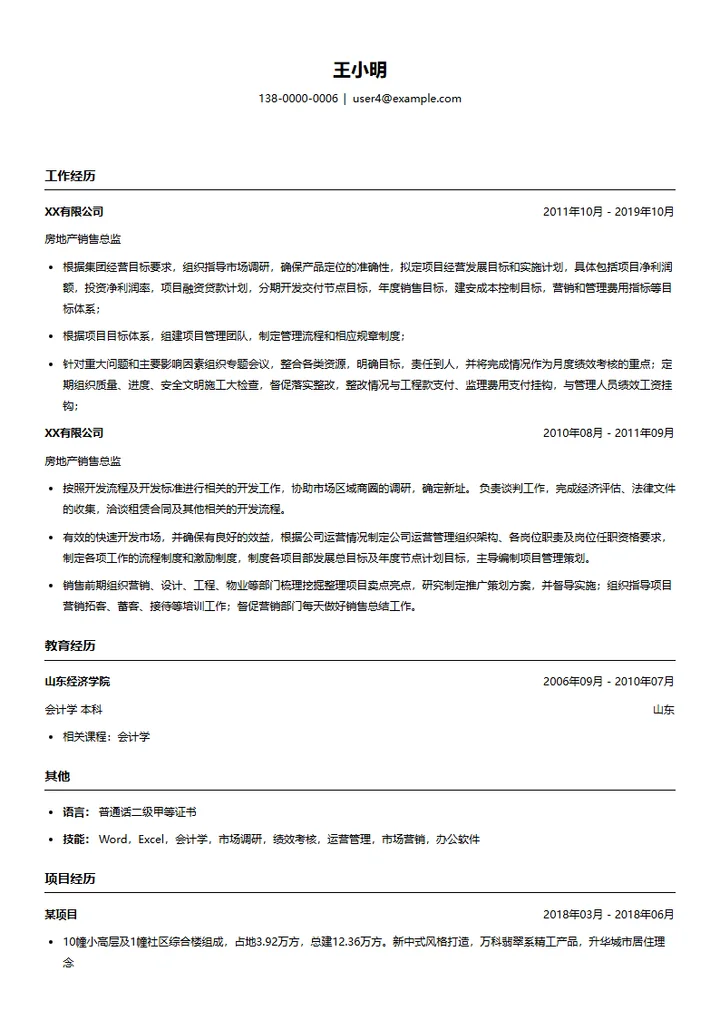 王小明
138-0000-0006 | user4@example.com
工作经历
XX有限公司 2011年10月 - 2019年10月
房地产销售总监
• 根据集团经营目标要求，组织指导市场调研，确保产品定位的准确性，拟定项目经营发展目标和实施计划，具体包括项目净利润
额，投资净利润率，项目融资贷款计划，分期开发交付节点目标，年度销售目标，建安成本控制目标，营销和管理费用指标等目
标体系；
• 根据项目目标体系，组建项目管理团队，制定管理流程和相应规章制度；
• 针对重大问题和主要影响因素组织专题会议，整合各类资源，明确目标，责任到人，并将完成情况作为月度绩效考核的重点；定
期组织质量、进度、安全文明施工大检查，督促落实整改，整改情况与工程款支付、监理费用支付挂钩，与管理人员绩效工资挂
钩；
XX有限公司 2010年08月 - 2011年09月
房地产销售总监
• 按照开发流程及开发标准进行相关的开发工作，协助市场区域商圈的调研，确定新址。 负责谈判工作，完成经济评估、法律文件
的收集，洽谈租赁合同及其他相关的开发流程。
• 有效的快速开发市场，并确保有良好的效益，根据公司运营情况制定公司运营管理组织架构、各岗位职责及岗位任职资格要求，
制定各项工作的流程制度和激励制度，制度各项目部发展总目标及年度节点计划目标，主导编制项目管理策划。
• 销售前期组织营销、设计、工程、物业等部门梳理挖掘整理项目卖点亮点，研究制定推广策划方案，并督导实施；组织指导项目
营销拓客、蓄客、接待等培训工作；督促营销部门每天做好销售总结工作。
教育经历
山东经济学院 2006年09月 - 2010年07月
会计学 本科 山东
• 相关课程：会计学
其他
• 语言： 普通话二级甲等证书
• 技能： Word，Excel，会计学，市场调研，绩效考核，运营管理，市场营销，办公软件
项目经历
某项目 2018年03月 - 2018年06月
• 10幢小高层及1幢社区综合楼组成，占地3.92万方，总建12.36万方。新中式风格打造，万科翡翠系精工产品，升华城市居住理
念